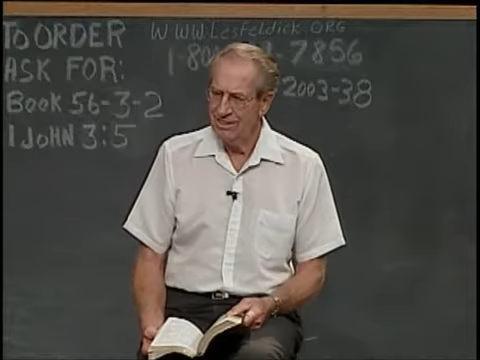 TO ORDER
ASK FOR:
Book 56-3-2
1 JOHN 3:5
WWW.LesFeldick.ORG
1-80 -7856
2003-38